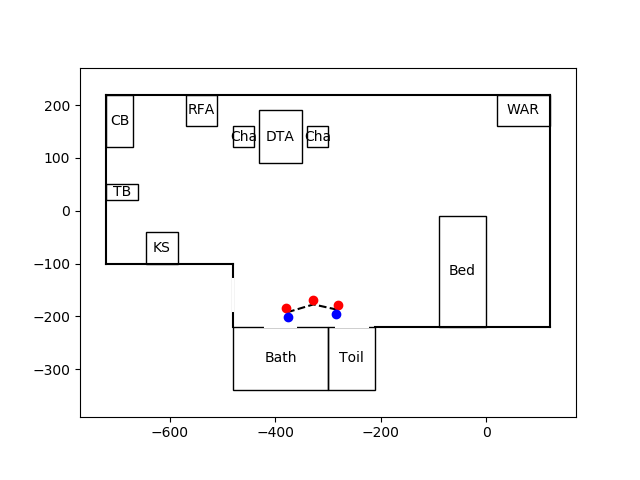 200
100
0
−100
−200
−300
−600
−400
−200
0
CB
RFA
Cha
DTA
Cha
WAR
TB
KS
Bed
Bath
Toil